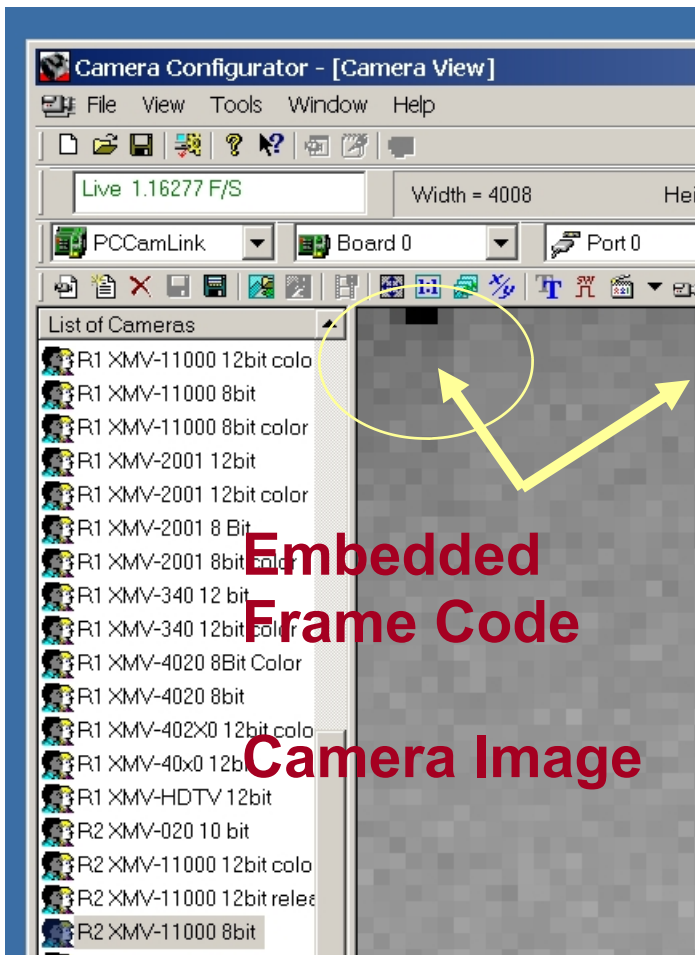 Camera Configurator - [Camera View]
File View Tools Window Help
Live 1.16277 F/S
Width = 4008 Hei
PCCamLink Board 0 Port 0
1:1 x/y
List of Cameras
R1 XMV-11000 12bit colo
R1 XMV-11000 8bit
R1 XMV-11000 8bit color
R1 XMV-2001 12bit
R1 XMV-2001 12bit color
R1 XMV-2001 8 Bit
R1 XMV-2001 8bit color
R1 XMV-340 12 bit
R1 XMV-340 12bit color
R1 XMV-4020 8Bit Color
R1 XMV-4020 8bit
R1 XMV-402X0 12bit colo
R1 XMV-40x0 12bit
R1 XMV-HDTV 12bit
R2 XMV-020 10 bit
R2 XMV-11000 12bit colo
R2 XMV-11000 12bit relea
R2 XMV-11000 8bit
Embedded
Frame Code
Camera Image